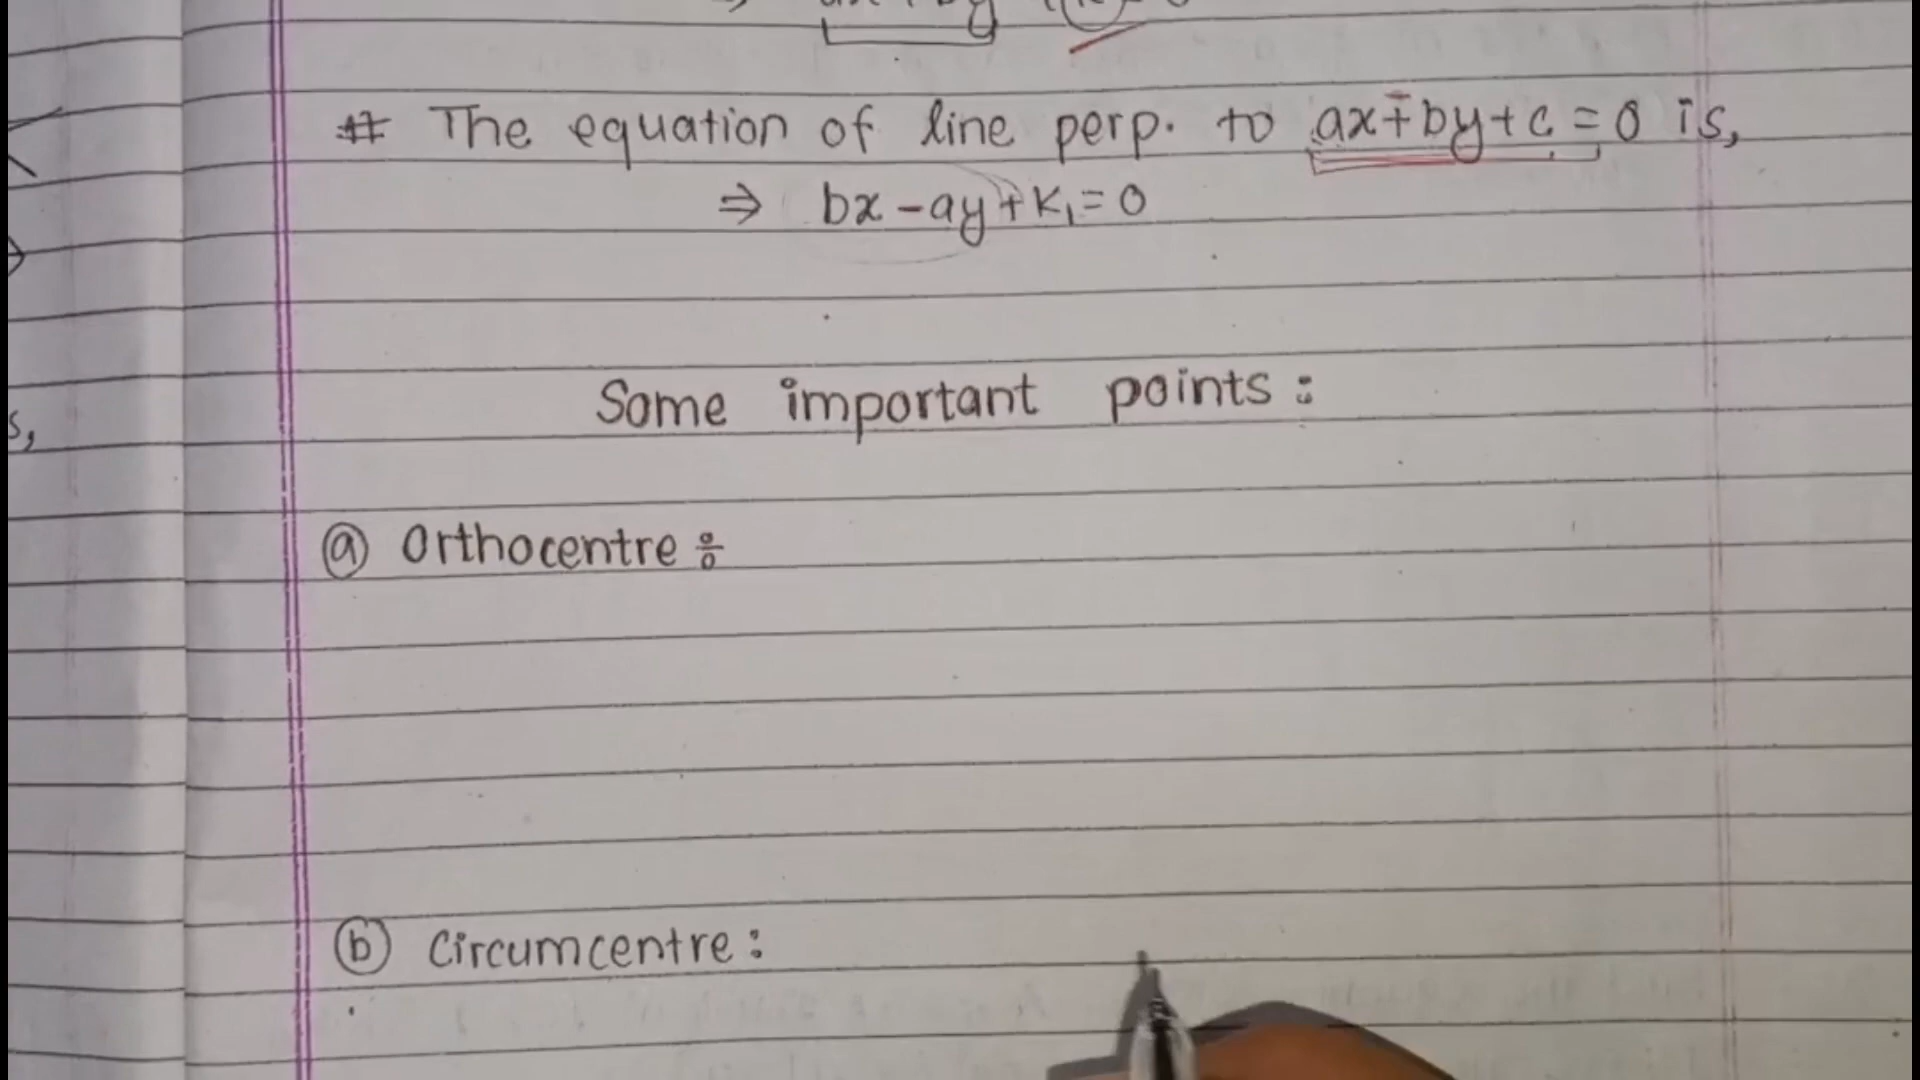 # The equation of line perp. to ax+by+c=0 is,
⇒ bx-ay+K₁=0
Some important points:
s,
ⓐ Orthocentre :
ⓑ Circumcentre: